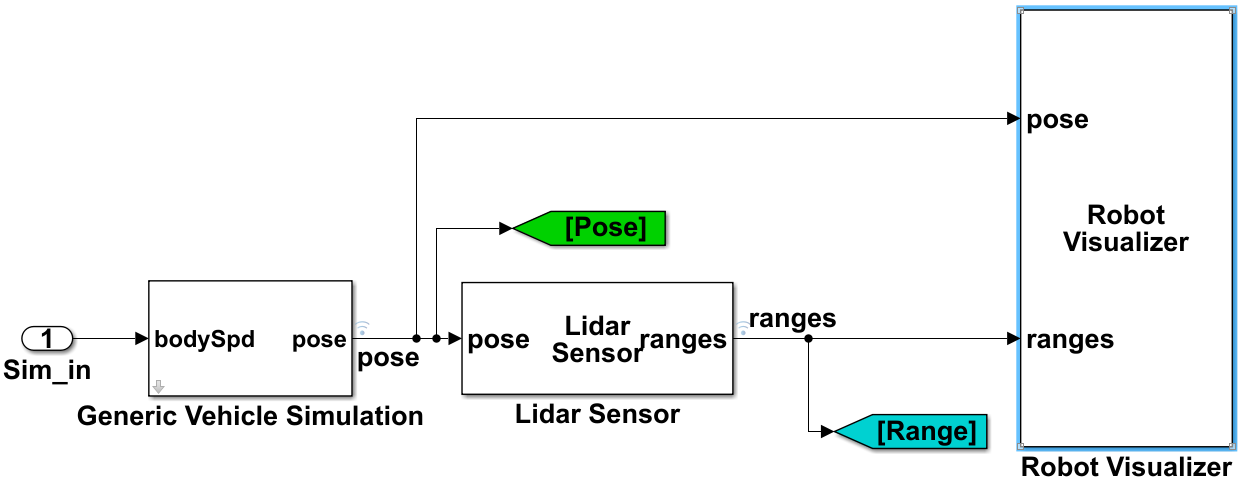 1
Sim_in
bodySpd
pose
Generic Vehicle Simulation
pose
[Pose]
pose
Lidar
Sensor
ranges
Lidar Sensor
ranges
[Range]
pose
Robot
Visualizer
ranges
Robot Visualizer